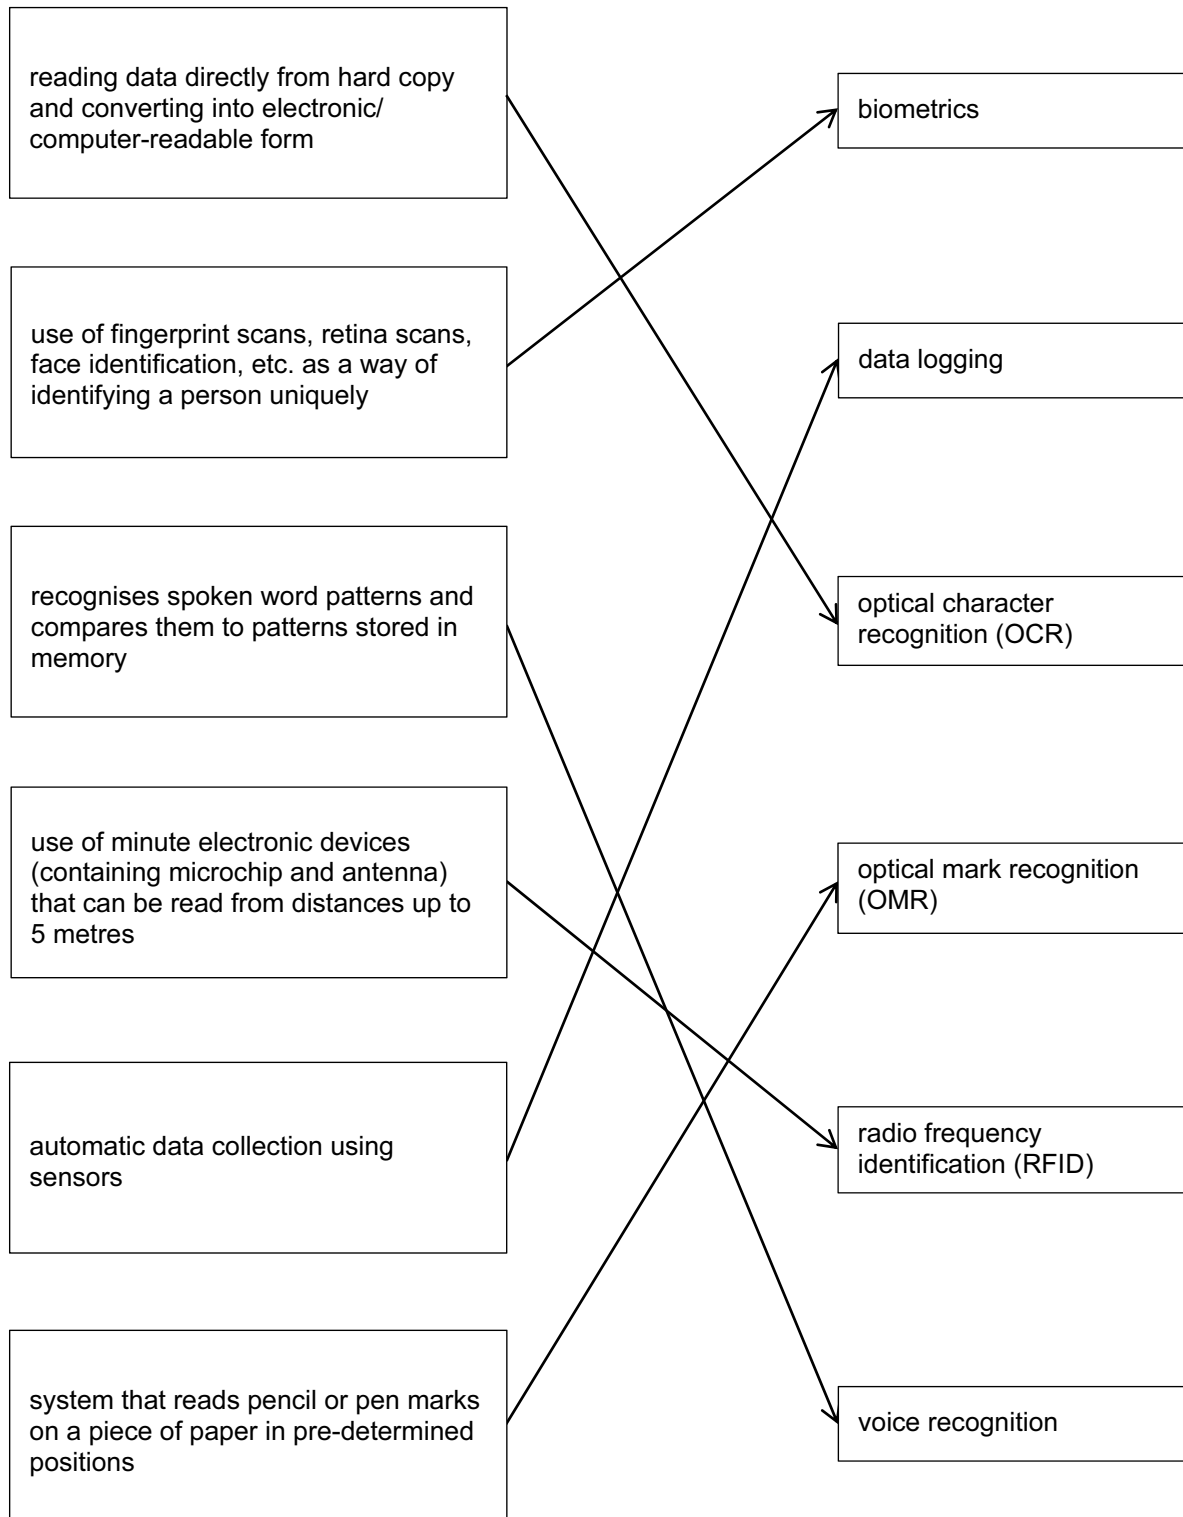 reading data directly from hard copy
and converting into electronic/
computer-readable form
use of fingerprint scans, retina scans,
face identification, etc. as a way of
identifying a person uniquely
recognises spoken word patterns and
compares them to patterns stored in
memory
use of minute electronic devices
(containing microchip and antenna)
that can be read from distances up to
5 metres
automatic data collection using
sensors
system that reads pencil or pen marks
on a piece of paper in pre-determined
positions
biometrics
data logging
optical character
recognition (OCR)
optical mark recognition
(OMR)
radio frequency
identification (RFID)
voice recognition